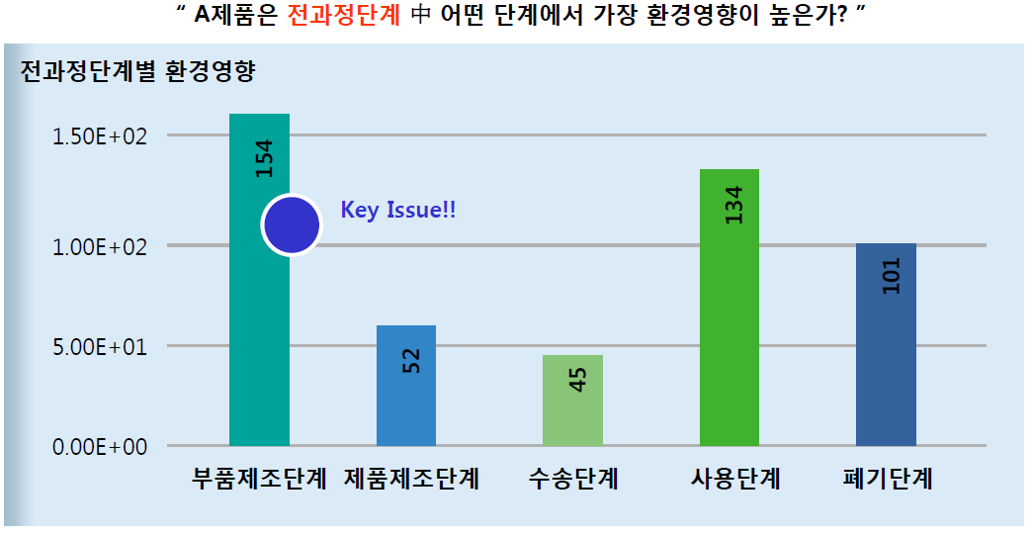 “ A제품은 전과정단계 中 어떤 단계에서 가장 환경영향이 높은가? ”
전과정단계별 환경영향
1.50E+02
1.00E+02
5.00E+01
0.00E+00
154
Key Issue!!
52
45
134
101
부품제조단계 제품제조단계 수송단계 사용단계 폐기단계